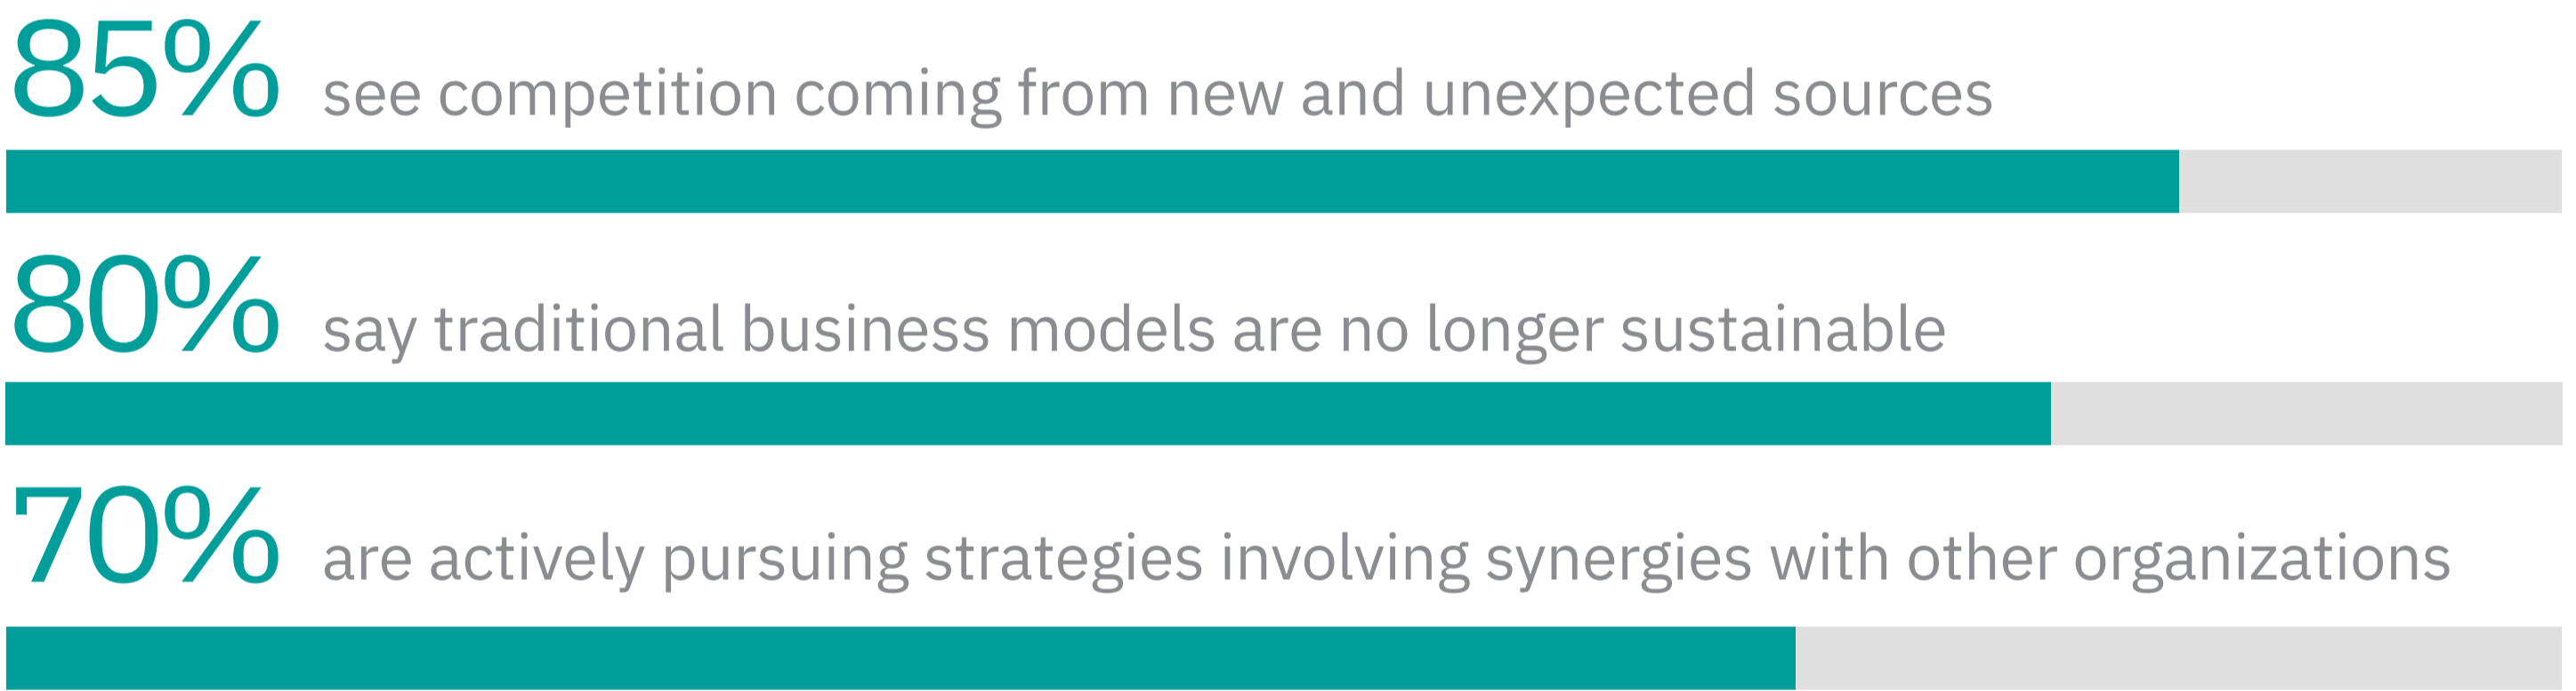 85% see competition coming from new and unexpected sources
80% say traditional business models are no longer sustainable
70% are actively pursuing strategies involving synergies with other organizations